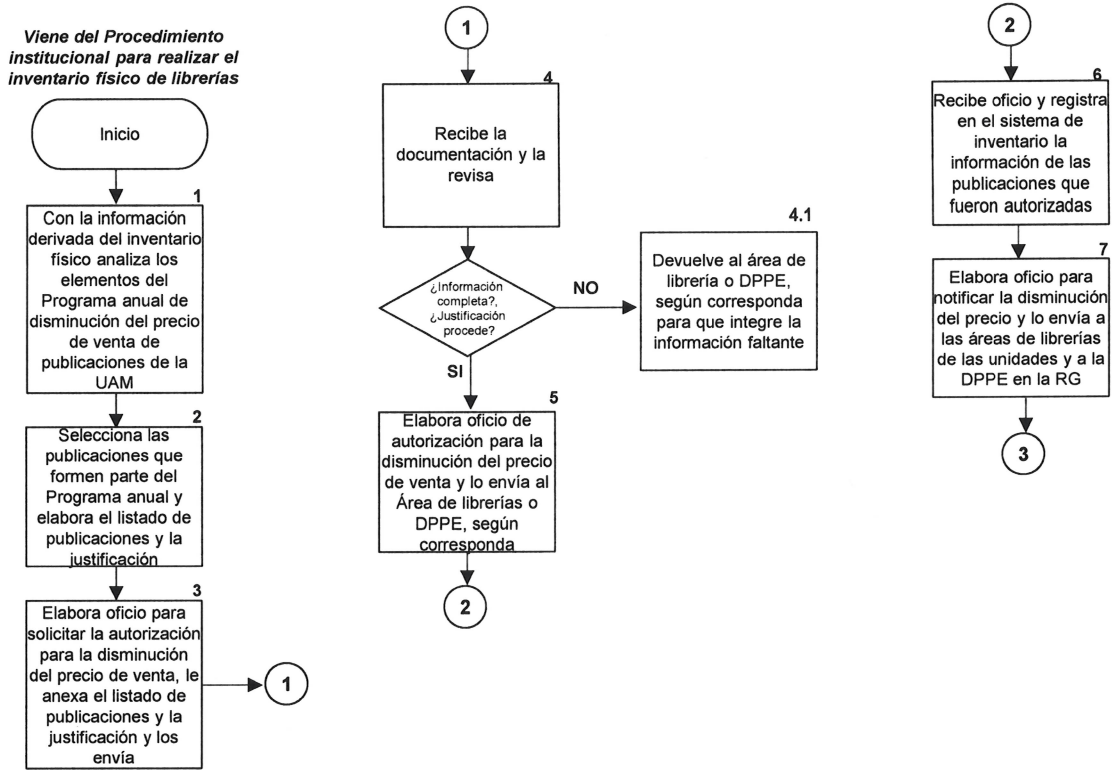 Viene del Procedimiento
institucional para realizar el
inventario físico de librerías
Inicio
1
Con la información
derivada del inventario
físico analiza los
elementos del
Programa anual de
disminución del precio
de venta de
publicaciones de la
UAM
2
Selecciona las
publicaciones que
formen parte del
Programa anual y
elabora el listado de
publicaciones y la
justificación
3
Elabora oficio para
solicitar la autorización
para la disminución
del precio de venta, le
anexa el listado de
publicaciones y la
justificación y los
envía
1
1
4
Recibe la
documentación y la
revisa
¿Información
completa?,
¿Justificación
procede?
NO
4.1
Devuelve al área de
librería o DPPE,
según corresponda
para que integre la
información faltante
SI
5
Elabora oficio de
autorización para la
disminución del precio
de venta y lo envía al
Área de librerías o
DPPE, según
corresponda
2
2
6
Recibe oficio y registra
en el sistema de
inventario la
información de las
publicaciones que
fueron autorizadas
7
Elabora oficio para
notificar la disminución
del precio y lo envía a
las áreas de librerías
de las unidades y a la
DPPE en la RG
3